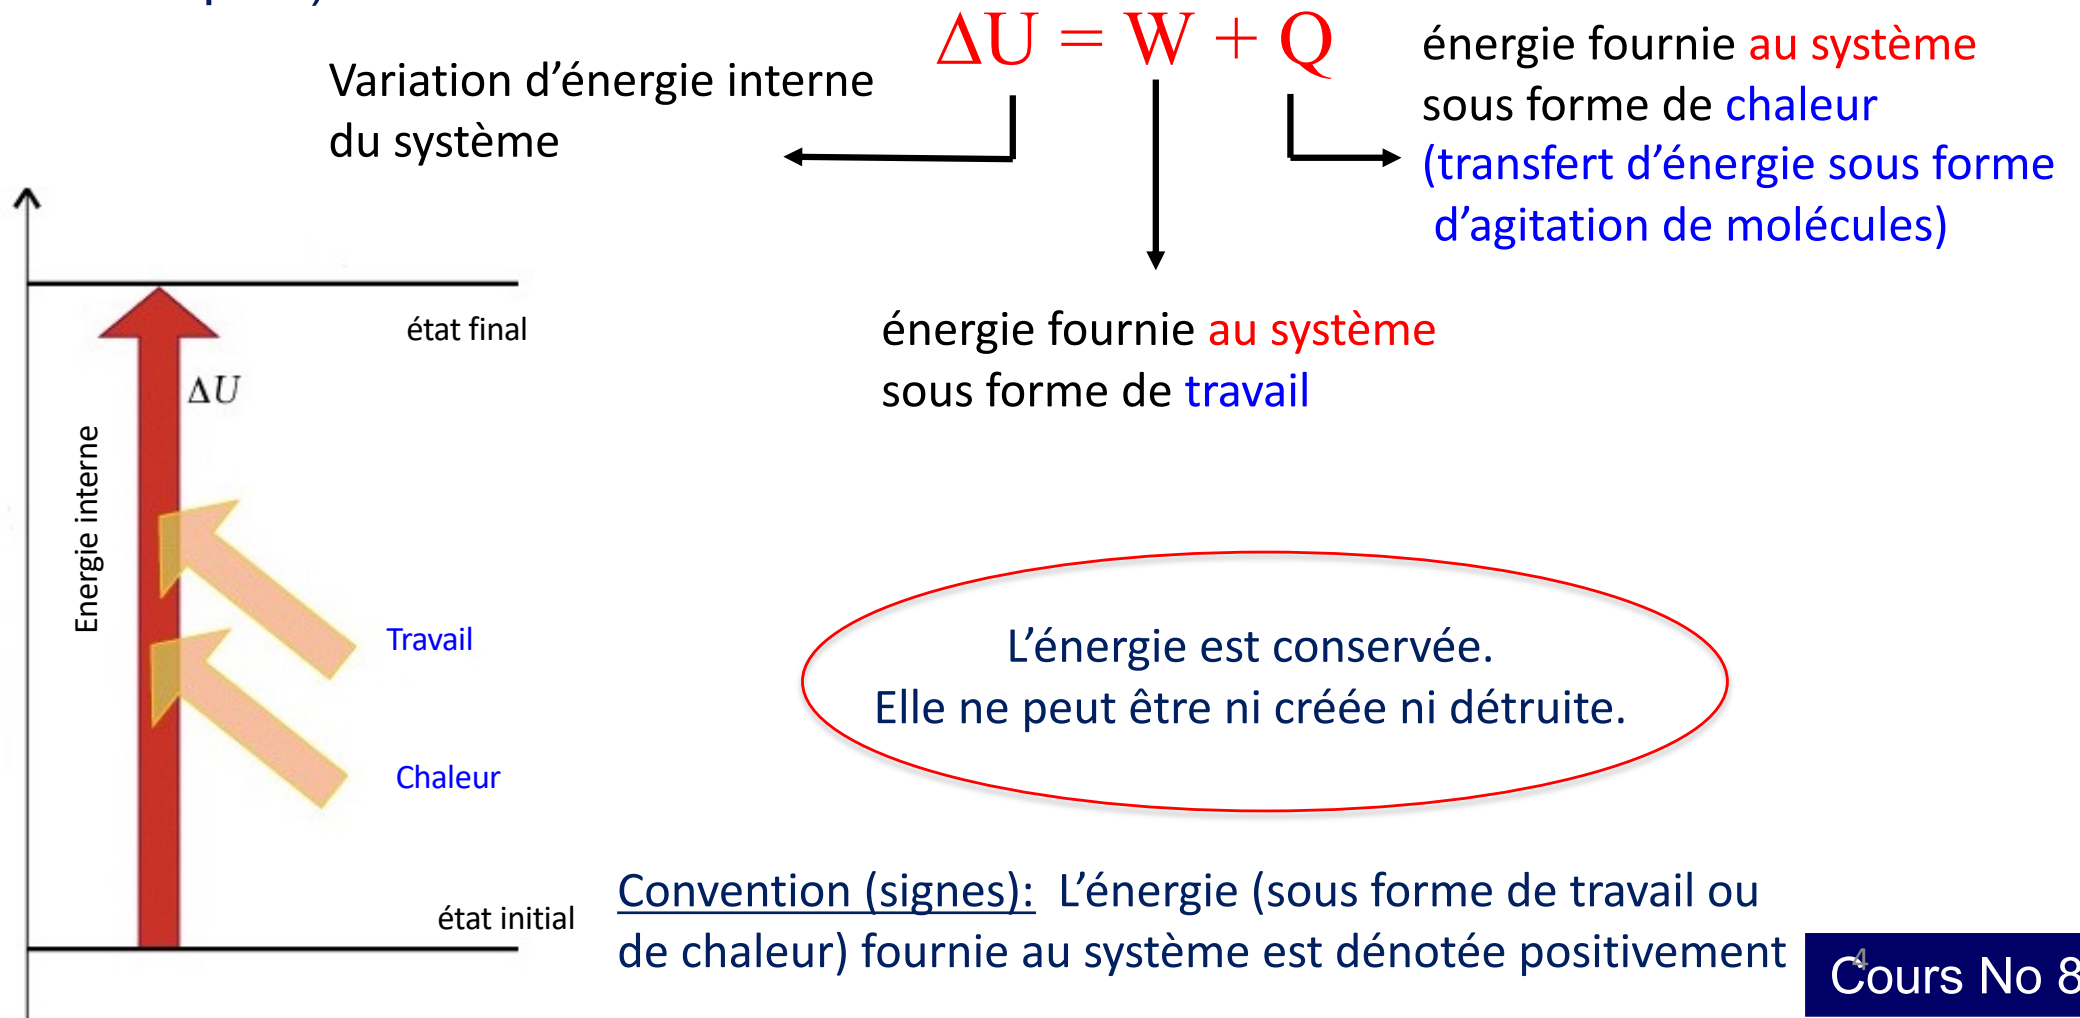 ΔU = W + Q
Variation d’énergie interne
du système
énergie fournie au système
sous forme de chaleur
(transfert d’énergie sous forme
d’agitation de molécules)
énergie fournie au système
sous forme de travail
état final
ΔU
Energie interne
Travail
Chaleur
état initial
L’énergie est conservée.
Elle ne peut être ni créée ni détruite.
Convention (signes): L’énergie (sous forme de travail ou
de chaleur) fournie au système est dénotée positivement
4
Cours No 8